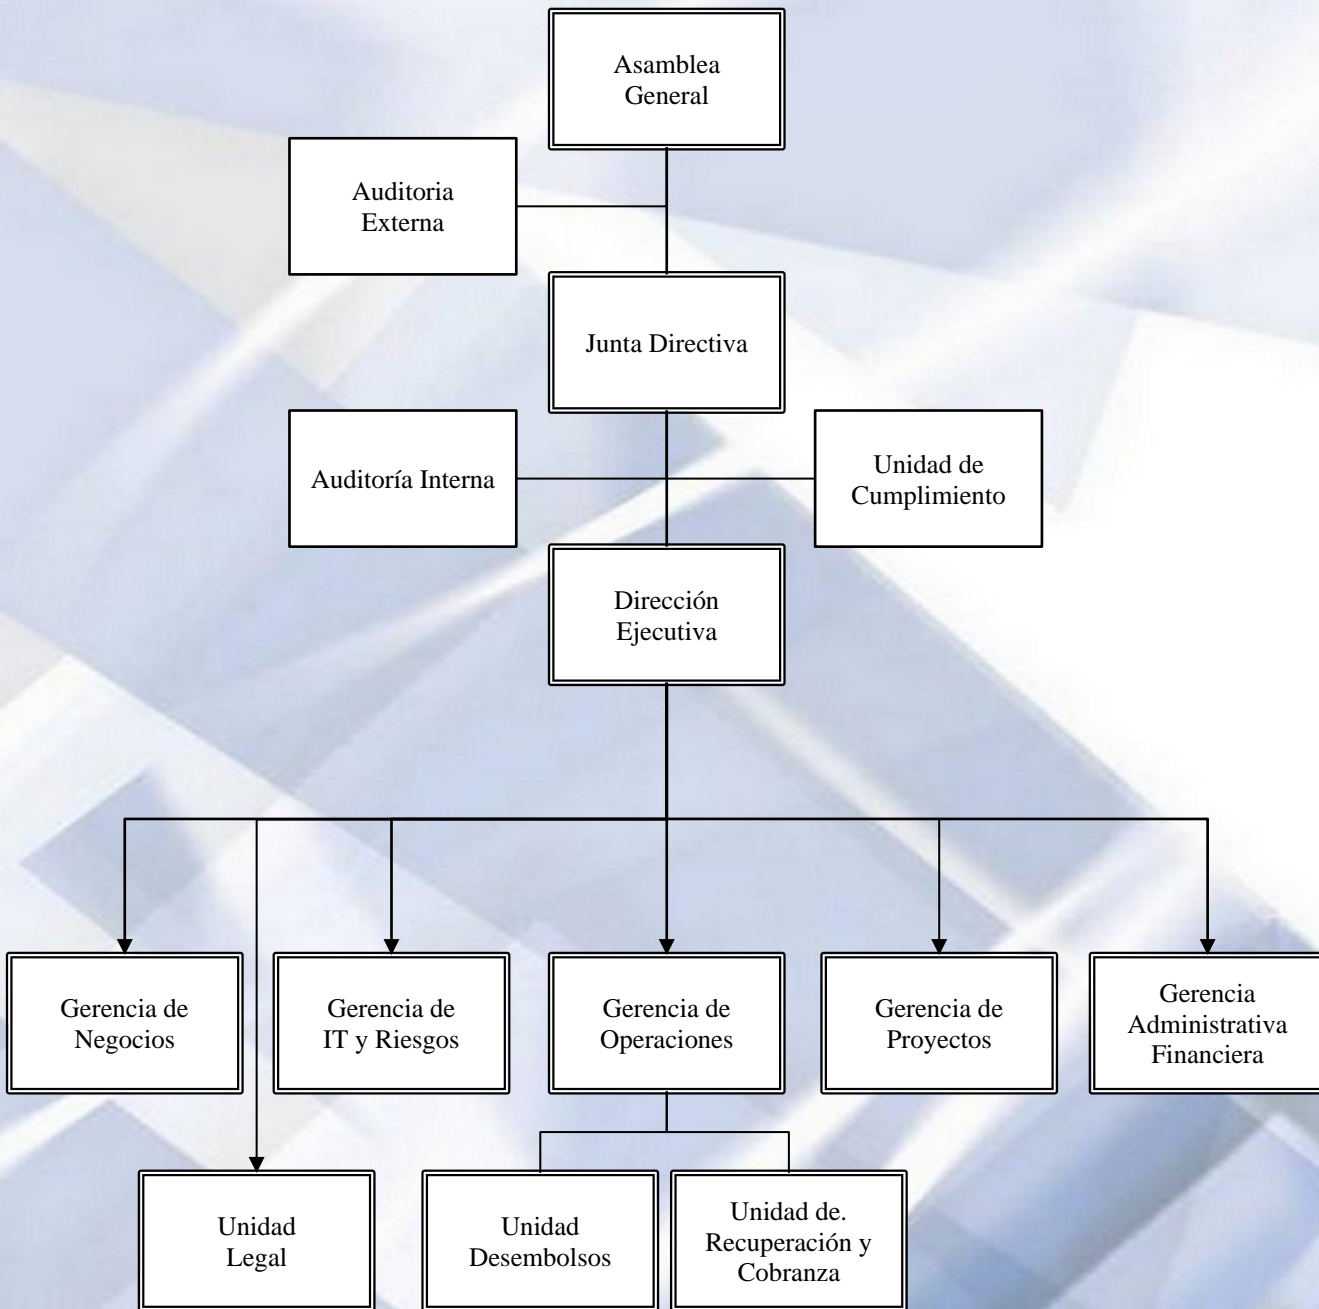 Asamblea
General
Auditoria
Externa
Junta Directiva
Auditoría Interna
Unidad de
Cumplimiento
Dirección
Ejecutiva
Gerencia de
Negocios
Gerencia de
IT y Riesgos
Gerencia de
Operaciones
Gerencia de
Proyectos
Gerencia
Administrativa
Financiera
Unidad
Legal
Unidad
Desembolsos
Unidad de.
Recuperación y
Cobranza